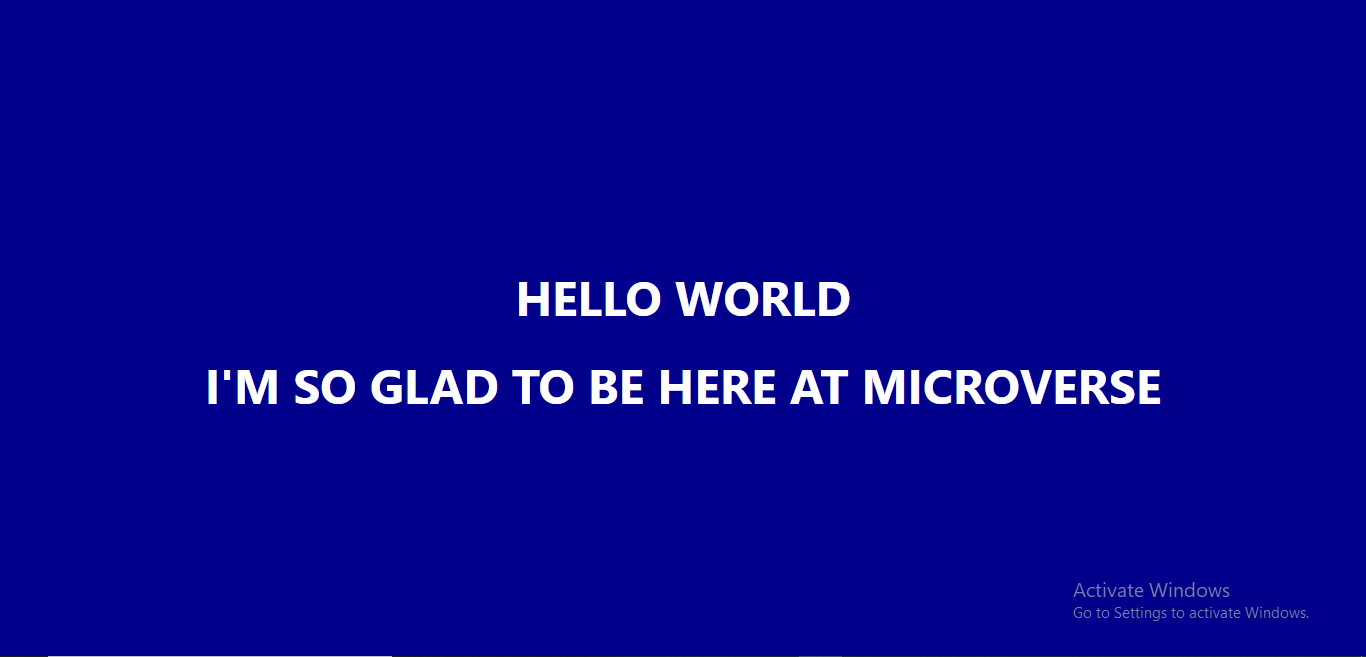 HELLO WORLD
I'M SO GLAD TO BE HERE AT MICROVERSE
Activate Windows
Go to Settings to activate Windows.